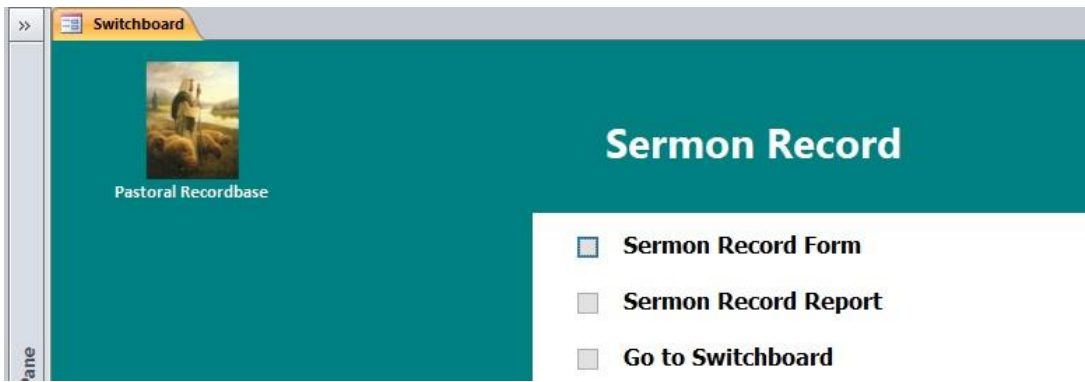 »
Switchboard
Pastoral Recordbase
Sermon Record
Sermon Record Form
Sermon Record Report
Go to Switchboard
Pane